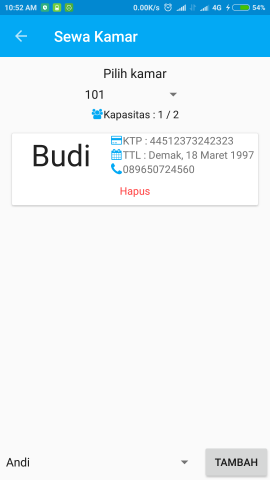 10:52 AM 0.00K/s 4G 54%
Sewa Kamar
Pilih kamar
101
Kapasitas : 1 / 2
Budi
KTP : 44512373242323
TTL : Demak, 18 Maret 1997
089650724560
Hapus
Andi
TAMBAH